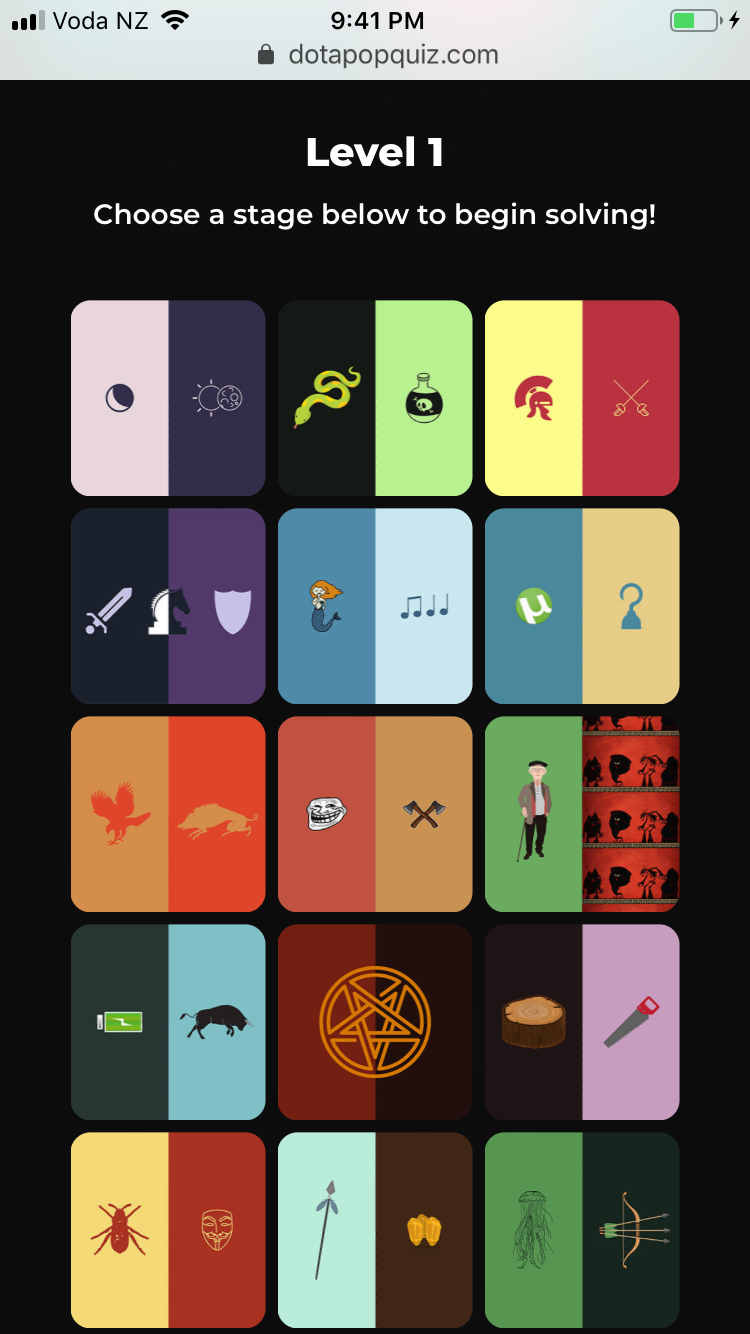 Voda NZ 9:41 PM
dotapopquiz.com
Level 1
Choose a stage below to begin solving!
µ